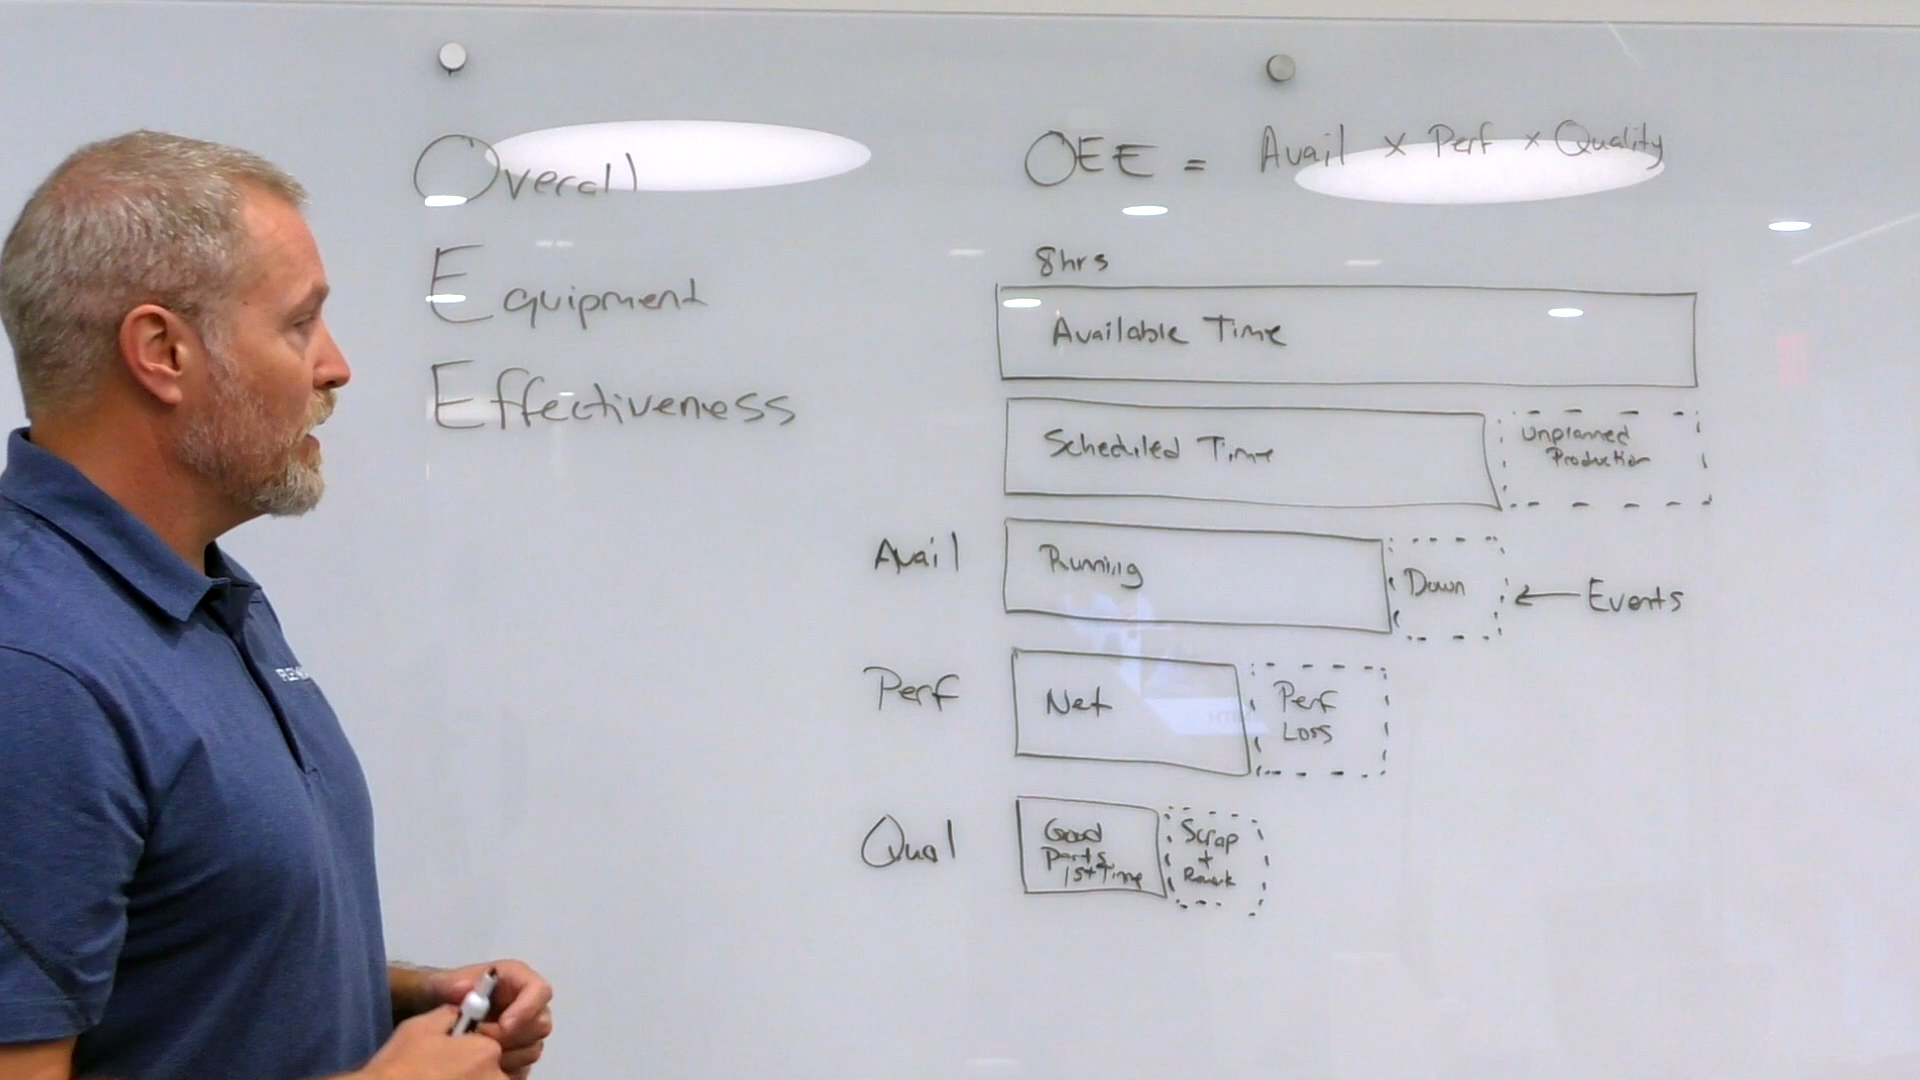 Overall
Equipment
Effectiveness
OEE = Avail x Perf x Quality
8hrs
Available Time
Scheduled Time
Unplanned
Production
Avail
Running
Down
Events
Perf
Net
Perf
Loss
Qual
Good
Parts
1st Time
Scrap
+
Rework